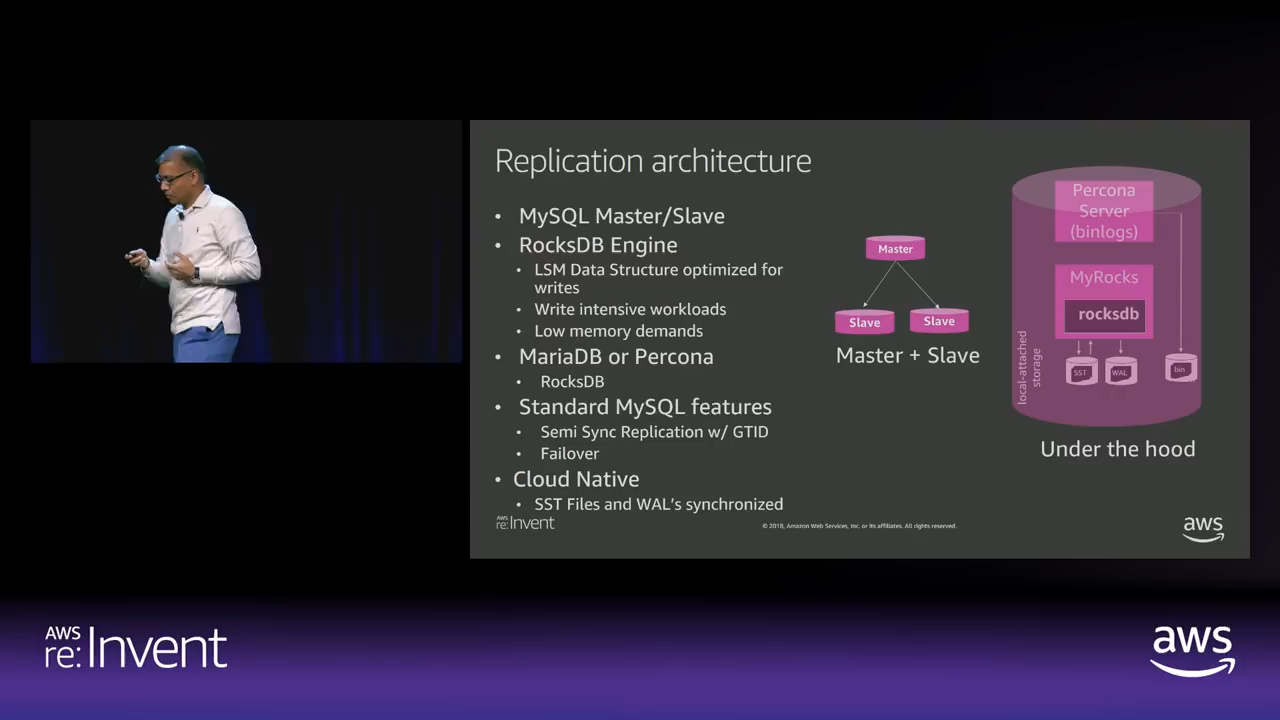 Replication architecture
• MySQL Master/Slave
• RocksDB Engine
• LSM Data Structure optimized for
writes
• Write intensive workloads
• Low memory demands
• MariaDB or Percona
• RocksDB
• Standard MySQL features
• Semi Sync Replication w/ GTID
• Failover
• Cloud Native
• SST Files and WAL's synchronized
Master
Slave
Slave
Master + Slave
Percona
Server
(binlogs)
MyRocks
rocksdb
local-attached
storage
SST
WAL
bin
Under the hood
AWS
re:Invent
© 2018, Amazon Web Services, Inc. or its affiliates. All rights reserved.
aws
AWS
re:Invent
aws